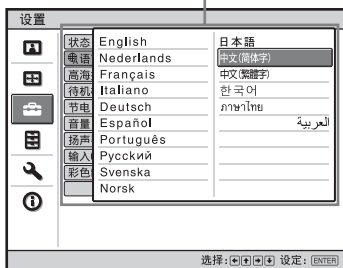 设置
状态
语
高海
待机
节电
音量
扬声
输入
彩色
English
Nederlands
Français
Italiano
Deutsch
Español
Português
Русский
Svenska
Norsk
日本語
中文(简体字)
中文(繁體字)
한국어
ภาษาไทย
العربية
选择: 设定: ENTER